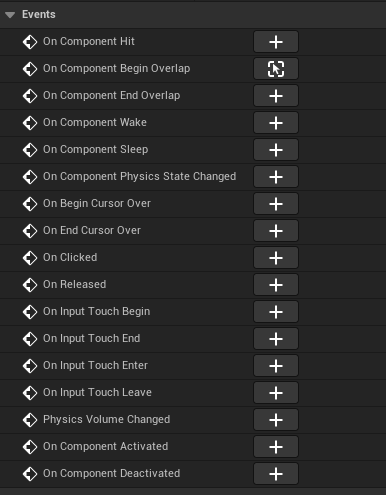 Events
On Component Hit
On Component Begin Overlap
On Component End Overlap
On Component Wake
On Component Sleep
On Component Physics State Changed
On Begin Cursor Over
On End Cursor Over
On Clicked
On Released
On Input Touch Begin
On Input Touch End
On Input Touch Enter
On Input Touch Leave
Physics Volume Changed
On Component Activated
On Component Deactivated